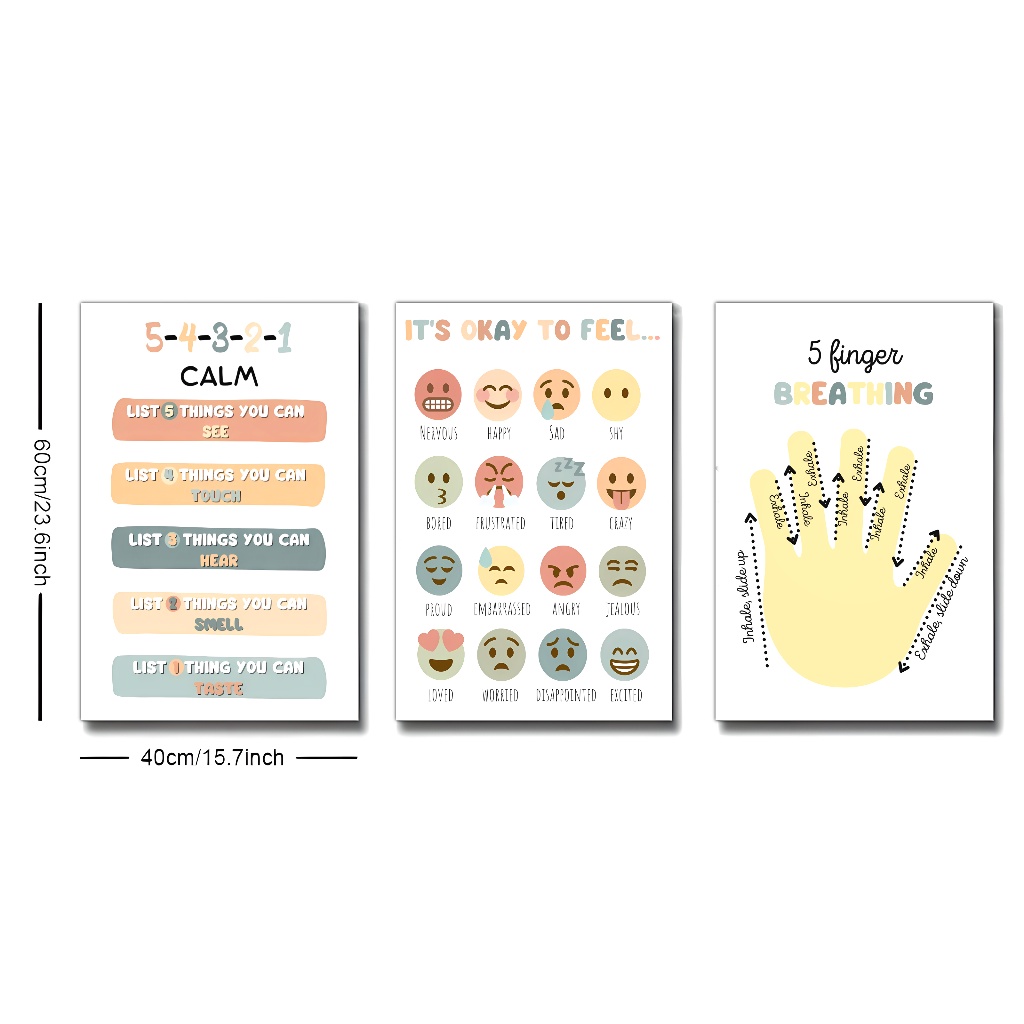 60cm/23.6inch
40cm/15.7inch
5-4-3-2-1
CALM
LIST 5 THINGS YOU CAN
SEE
LIST 4 THINGS YOU CAN
TOUCH
LIST 3 THINGS YOU CAN
HEAR
LIST 2 THINGS YOU CAN
SMELL
LIST 1 THING YOU CAN
TASTE
IT'S OKAY TO FEEL...
NERVOUS HAPPY SAD SHY
BORED FRUSTRATED TIRED CRAZY
zzz
PROUD EMBARRASSED ANGRY JEALOUS
LOVED WORRIED DISAPPOINTED EXCITED
5 finger
BREATHING
Inhale, slide up
Exhale
Inhale
Exhale
Inhale
Exhale
Inhale
Exhale
Inhale
Exhale, slide down